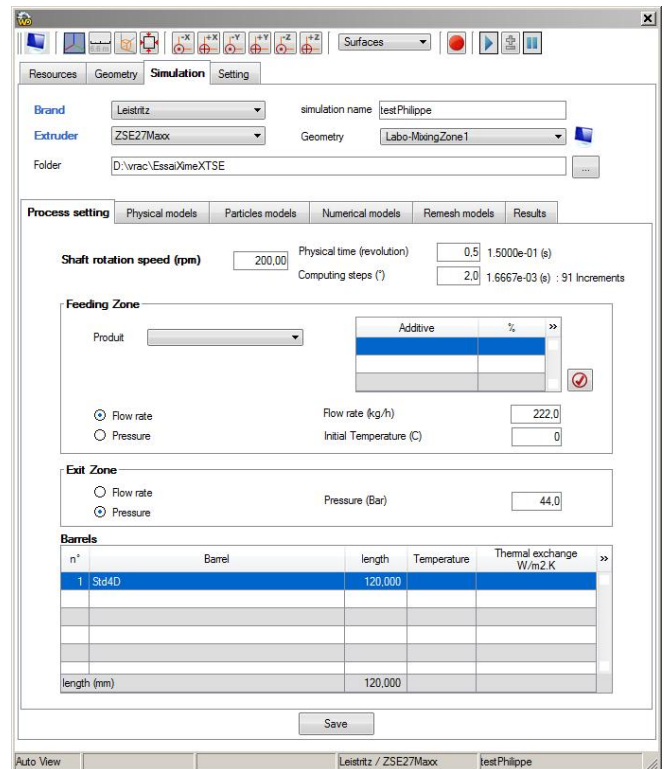 -X +X -Y +Y -Z +Z Surfaces
Resources Geometry Simulation Setting
Brand Leistritz simulation name testPhilippe
Extruder ZSE27Maxx Geometry Labo-MixingZone1
Folder D:\vrac\EssaiXimeXTSE ...
Process setting Physical models Particles models Numerical models Remesh models Results
Shaft rotation speed (rpm) 200,00 Physical time (revolution) 0,5 1.5000e-01 (s)
Computing steps (°) 2,0 1.6667e-03 (s) : 91 Increments
Feeding Zone
Produit Additive % »
Flow rate Flow rate (kg/h) 222,0
Pressure Initial Temperature (C) 0
Exit Zone
Flow rate
Pressure (Bar) 44,0
Pressure
Barrels
n° Barrel length Temperature Thermal exchange W/m2.K »
1 Std4D 120,000
length (mm) 120,000
Save
Auto View Leistritz / ZSE27Maxx testPhilippe